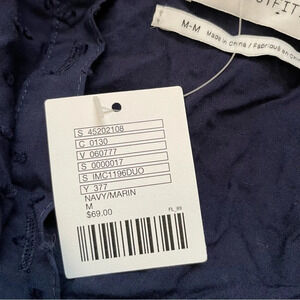 M-M
Made in China / Fabriqué en Chine
S 45202108
C 0130
V 060777
S 0000017
S IMC1196DUO
Y 377
NAVY/MARIN
M
$69.00
FL_99